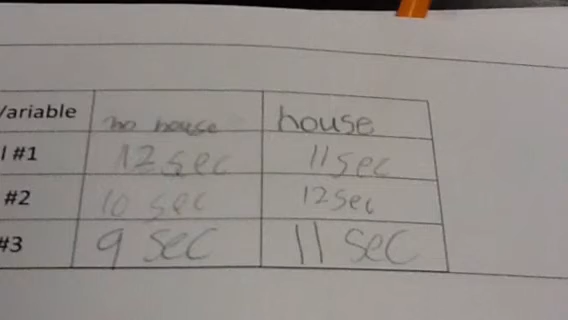 Variable no house house
l #1 12 sec 11 sec
#2 10 sec 12 sec
#3 9 sec 11 sec